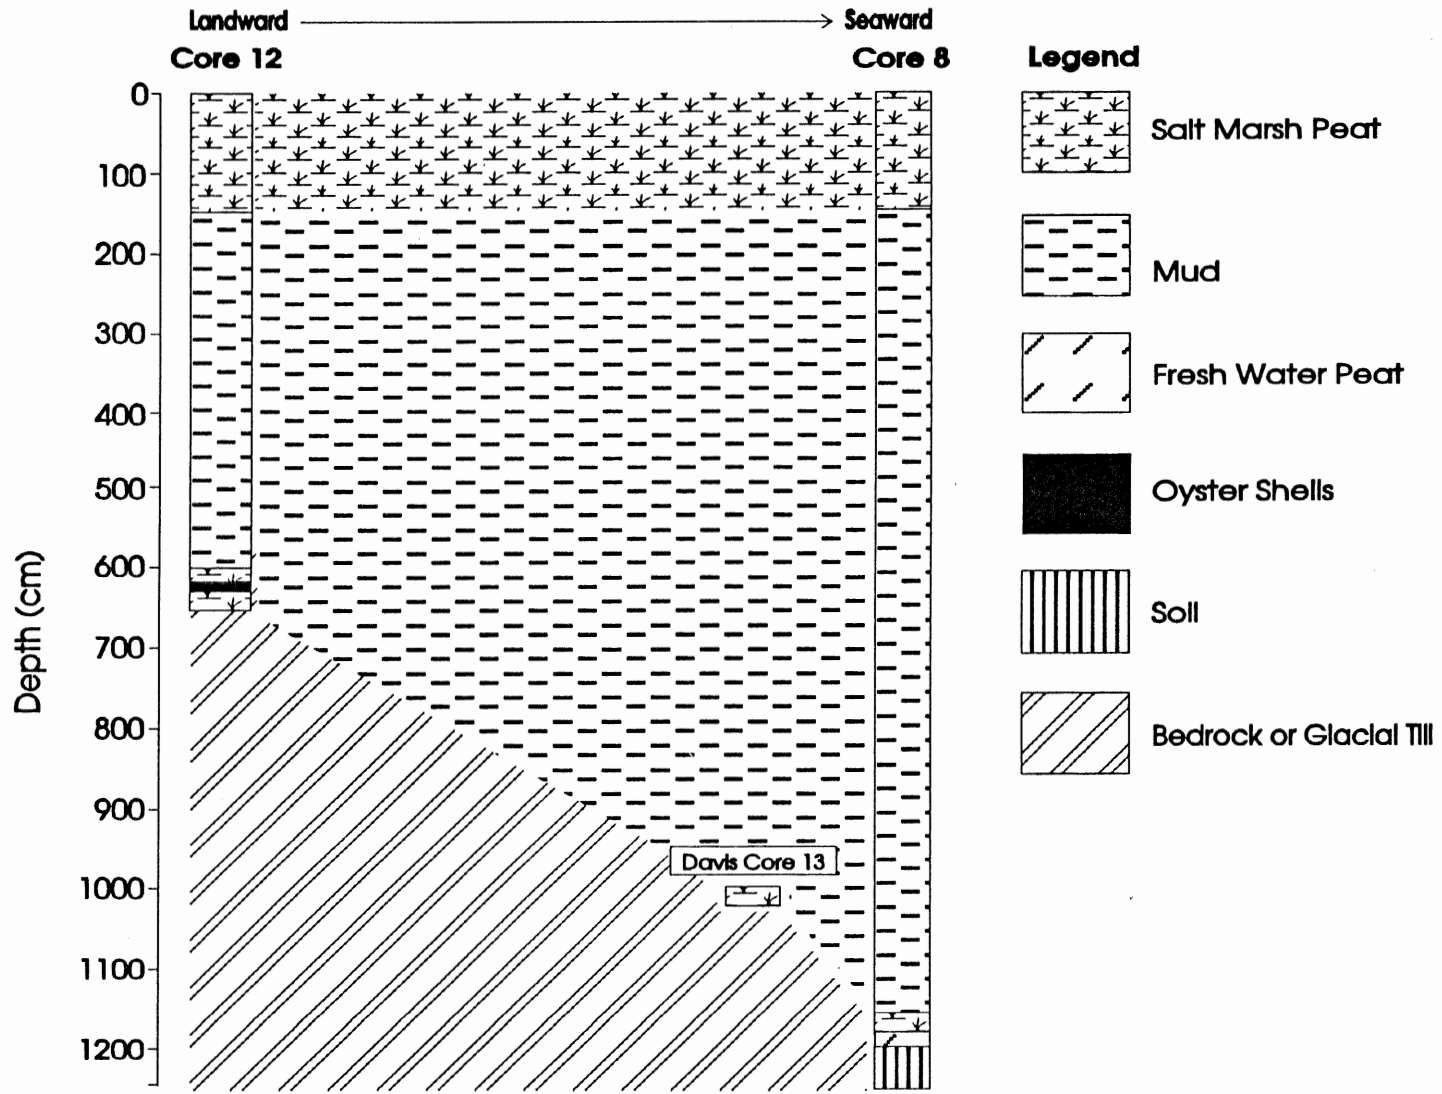 Landward Seaward
Core 12 Core 8 Legend
0
100
200
300
400
500
600
700
800
900
1000
1100
1200
Depth (cm)
Davis Core 13
Salt Marsh Peat
Mud
Fresh Water Peat
Oyster Shells
Soil
Bedrock or Glacial Till